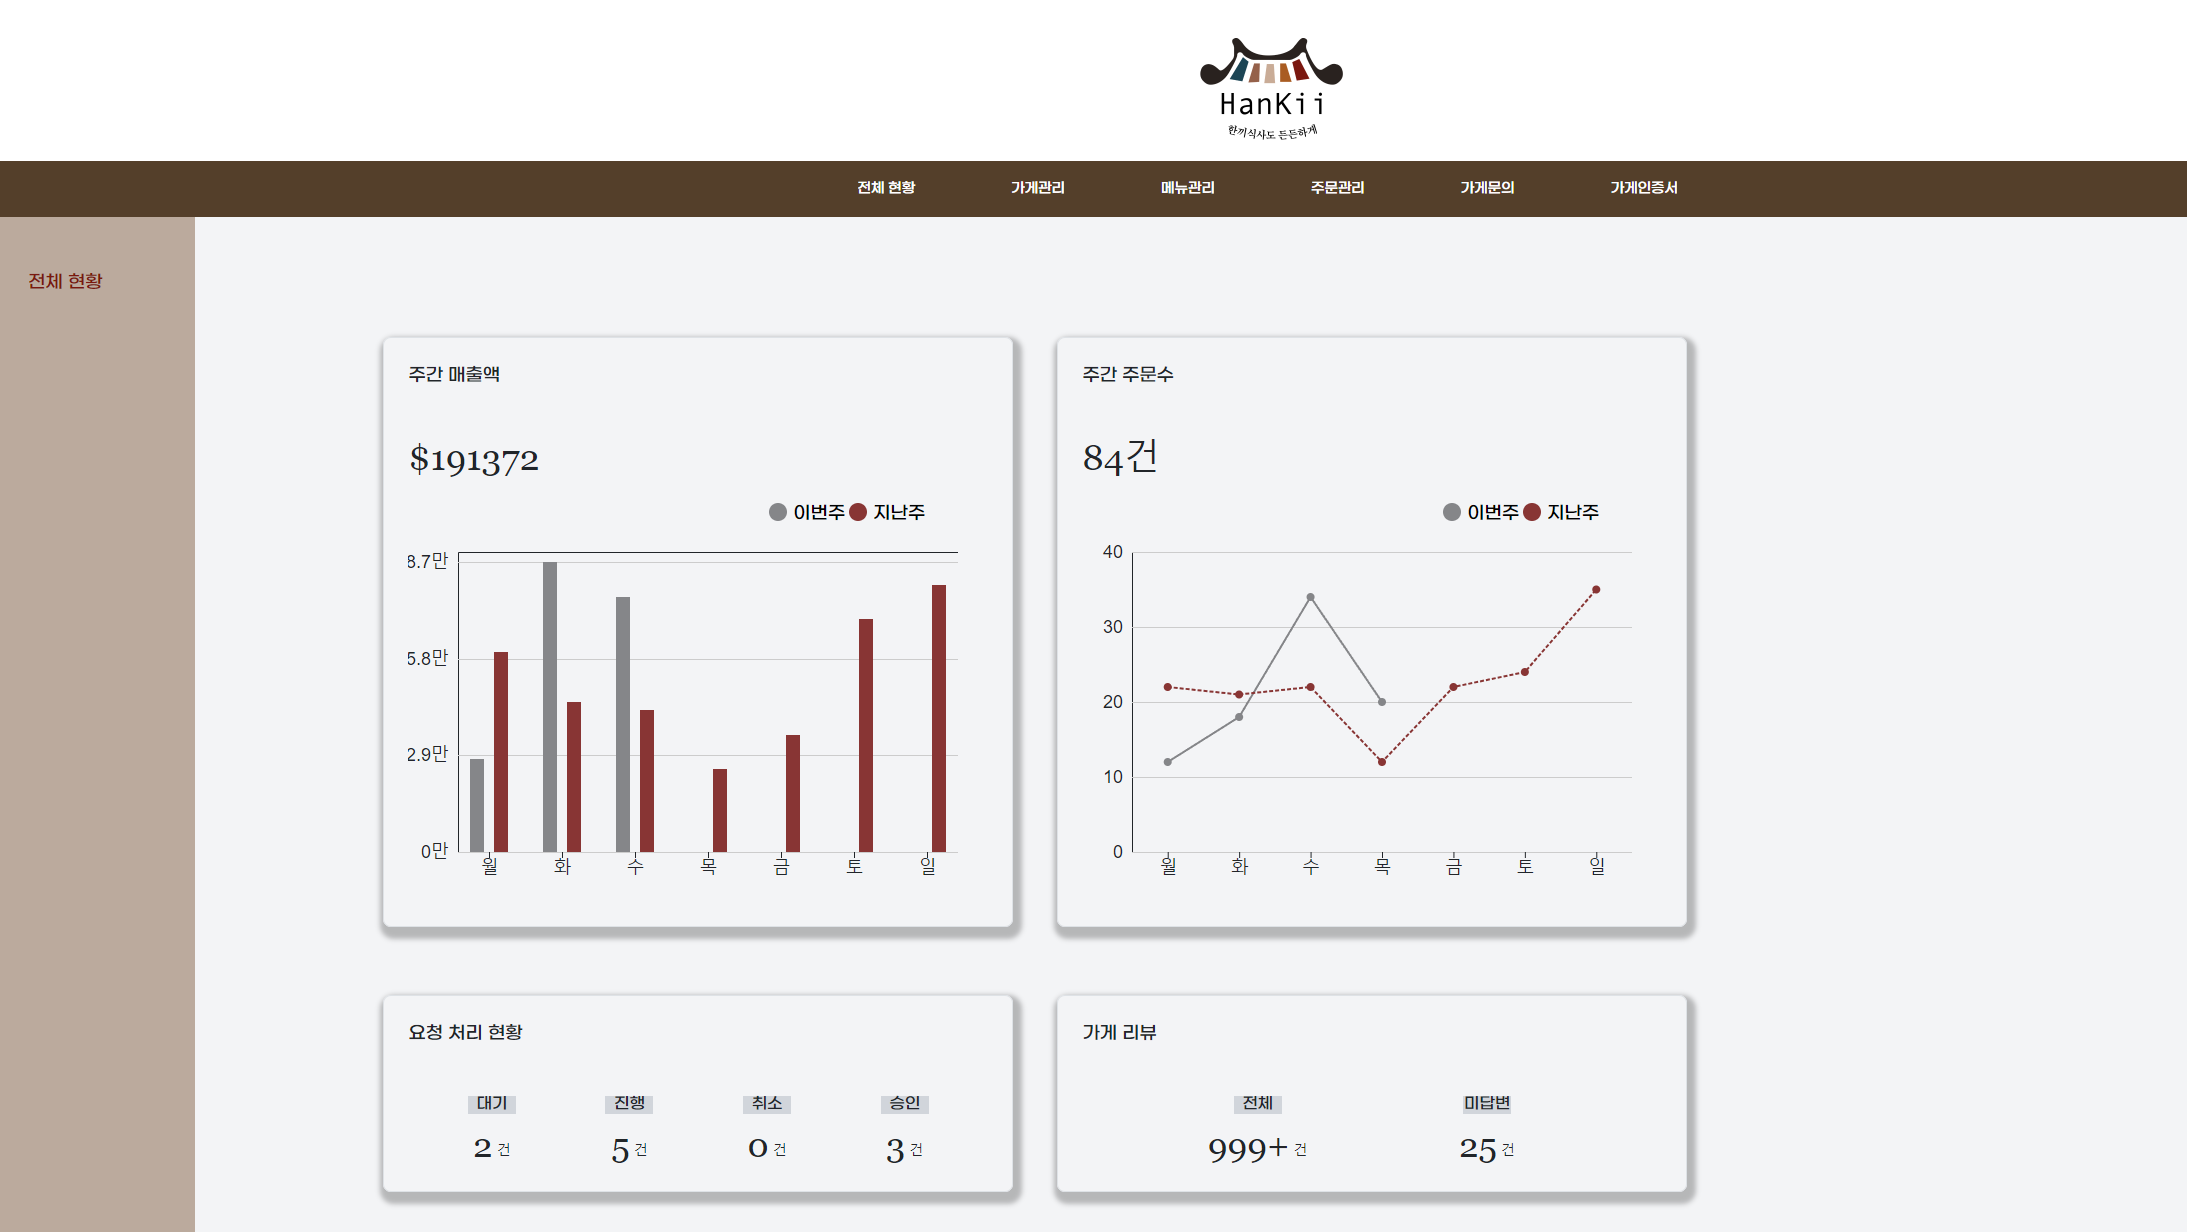 HanKii
한끼식사도 든든하게
전체 현황 가게관리 메뉴관리 주문관리 가게문의 가게인증서
전체 현황
주간 매출액
$191372
이번주 지난주
8.7만
5.8만
2.9만
0만
월 화 수 목 금 토 일
주간 주문수
84건
이번주 지난주
40
30
20
10
0
월 화 수 목 금 토 일
요청 처리 현황
대기 진행 취소 승인
2 건 5 건 0 건 3 건
가게 리뷰
전체 미답변
999+ 건 25 건